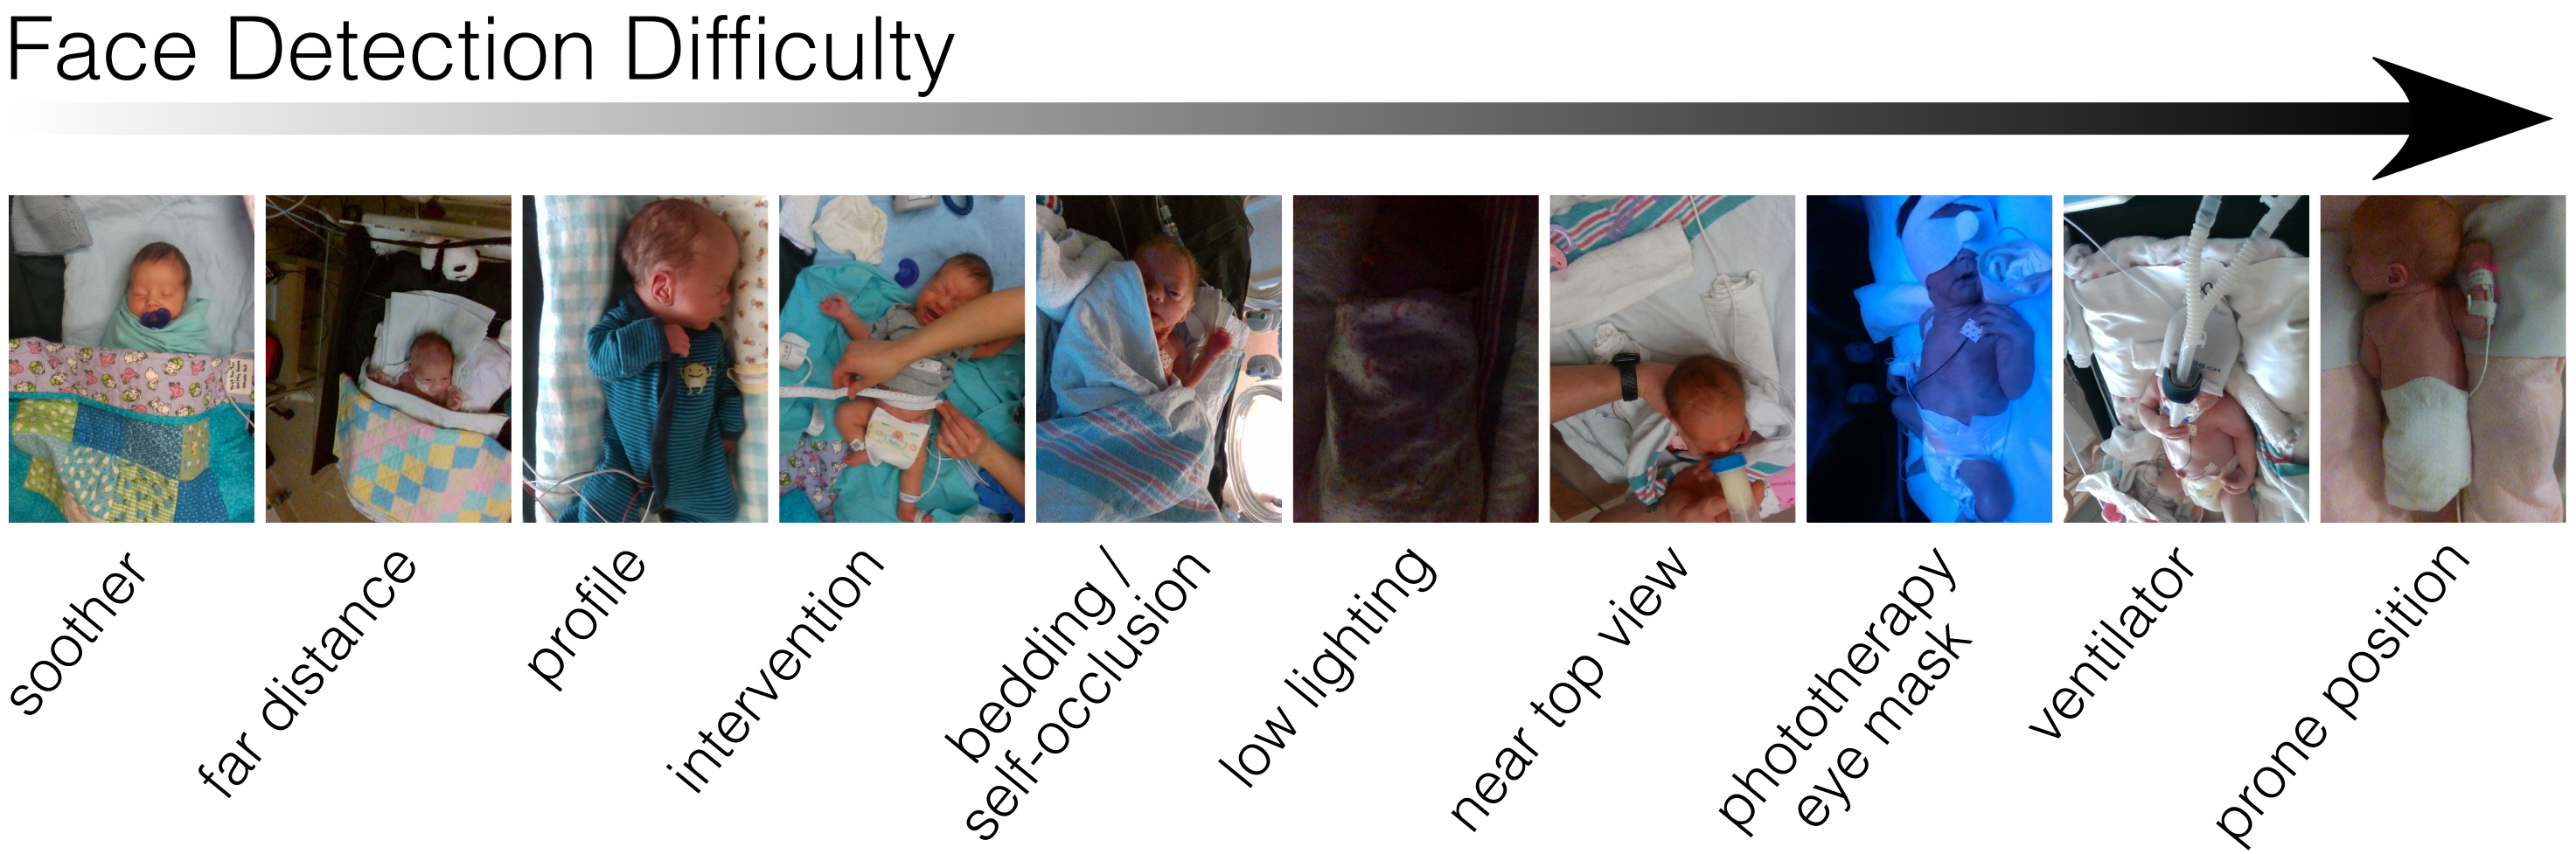 Face Detection Difficulty
soother
far distance
profile
intervention
bedding /
self-occlusion
low lighting
near top view
phototherapy
eye mask
ventilator
prone position